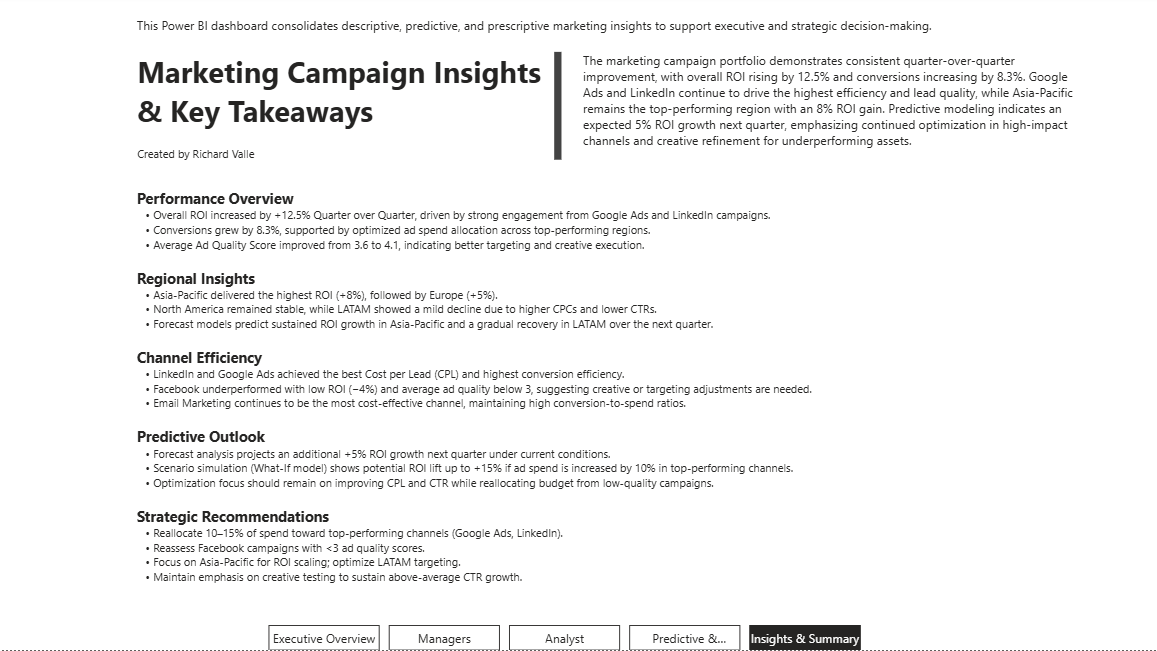 This Power BI dashboard consolidates descriptive, predictive, and prescriptive marketing insights to support executive and strategic decision-making.
Marketing Campaign Insights
& Key Takeaways
Created by Richard Valle
The marketing campaign portfolio demonstrates consistent quarter-over-quarter
improvement, with overall ROI rising by 12.5% and conversions increasing by 8.3%. Google
Ads and LinkedIn continue to drive the highest efficiency and lead quality, while Asia-Pacific
remains the top-performing region with an 8% ROI gain. Predictive modeling indicates an
expected 5% ROI growth next quarter, emphasizing continued optimization in high-impact
channels and creative refinement for underperforming assets.
Performance Overview
• Overall ROI increased by +12.5% Quarter over Quarter, driven by strong engagement from Google Ads and LinkedIn campaigns.
• Conversions grew by 8.3%, supported by optimized ad spend allocation across top-performing regions.
• Average Ad Quality Score improved from 3.6 to 4.1, indicating better targeting and creative execution.
Regional Insights
• Asia-Pacific delivered the highest ROI (+8%), followed by Europe (+5%).
• North America remained stable, while LATAM showed a mild decline due to higher CPCs and lower CTRs.
• Forecast models predict sustained ROI growth in Asia-Pacific and a gradual recovery in LATAM over the next quarter.
Channel Efficiency
• LinkedIn and Google Ads achieved the best Cost per Lead (CPL) and highest conversion efficiency.
• Facebook underperformed with low ROI (−4%) and average ad quality below 3, suggesting creative or targeting adjustments are needed.
• Email Marketing continues to be the most cost-effective channel, maintaining high conversion-to-spend ratios.
Predictive Outlook
• Forecast analysis projects an additional +5% ROI growth next quarter under current conditions.
• Scenario simulation (What-If model) shows potential ROI lift up to +15% if ad spend is increased by 10% in top-performing channels.
• Optimization focus should remain on improving CPL and CTR while reallocating budget from low-quality campaigns.
Strategic Recommendations
• Reallocate 10–15% of spend toward top-performing channels (Google Ads, LinkedIn).
• Reassess Facebook campaigns with <3 ad quality scores.
• Focus on Asia-Pacific for ROI scaling; optimize LATAM targeting.
• Maintain emphasis on creative testing to sustain above-average CTR growth.
Executive Overview
Managers
Analyst
Predictive &...
Insights & Summary